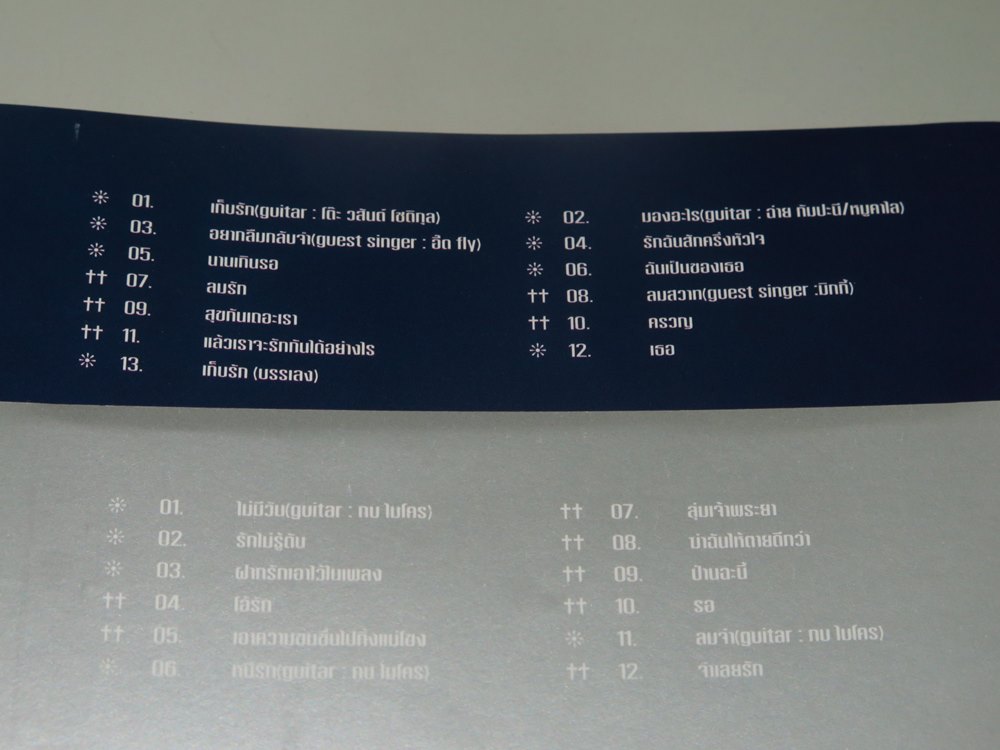 ☼ 01. เก็บรัก(guitar : โต๊ะ วสันต์ โชติกุล)
☼ 03. อยากลืมกลับจำ(guest singer : อี๊ด fly)
☼ 05. นานเกินรอ
†† 07. ลมรัก
†† 09. สุขกันเถอะเรา
†† 11. แล้วเราจะรักกันได้อย่างไร
☼ 13. เก็บรัก (บรรเลง)
☼ 02. มองอะไร(guitar : ฉ่าย กัมปะนี/หนูคาไล)
☼ 04. รักฉันสักครึ่งหัวใจ
☼ 06. ฉันเป็นของเธอ
†† 08. ลมสวาท(guest singer :มิกกี้)
†† 10. ครวญ
☼ 12. เธอ
☼ 01. ไม่มีวัน(guitar : กบ ไมโคร)
☼ 02. รักไม่รู้ดับ
☼ 03. ฝากรักเอาไว้ในเพลง
†† 04. โอ้รัก
†† 05. เอาความขมขื่นไปทิ้งแม่โขง
☼ 06. หนี้รัก(guitar : กบ ไมโคร)
†† 07. ลุ่มเจ้าพระยา
†† 08. ฆ่าฉันให้ตายดีกว่า
†† 09. ป่านฉะนี้
†† 10. รอ
☼ 11. ลมจ๋า(guitar : กบ ไมโคร)
†† 12. จำเลยรัก